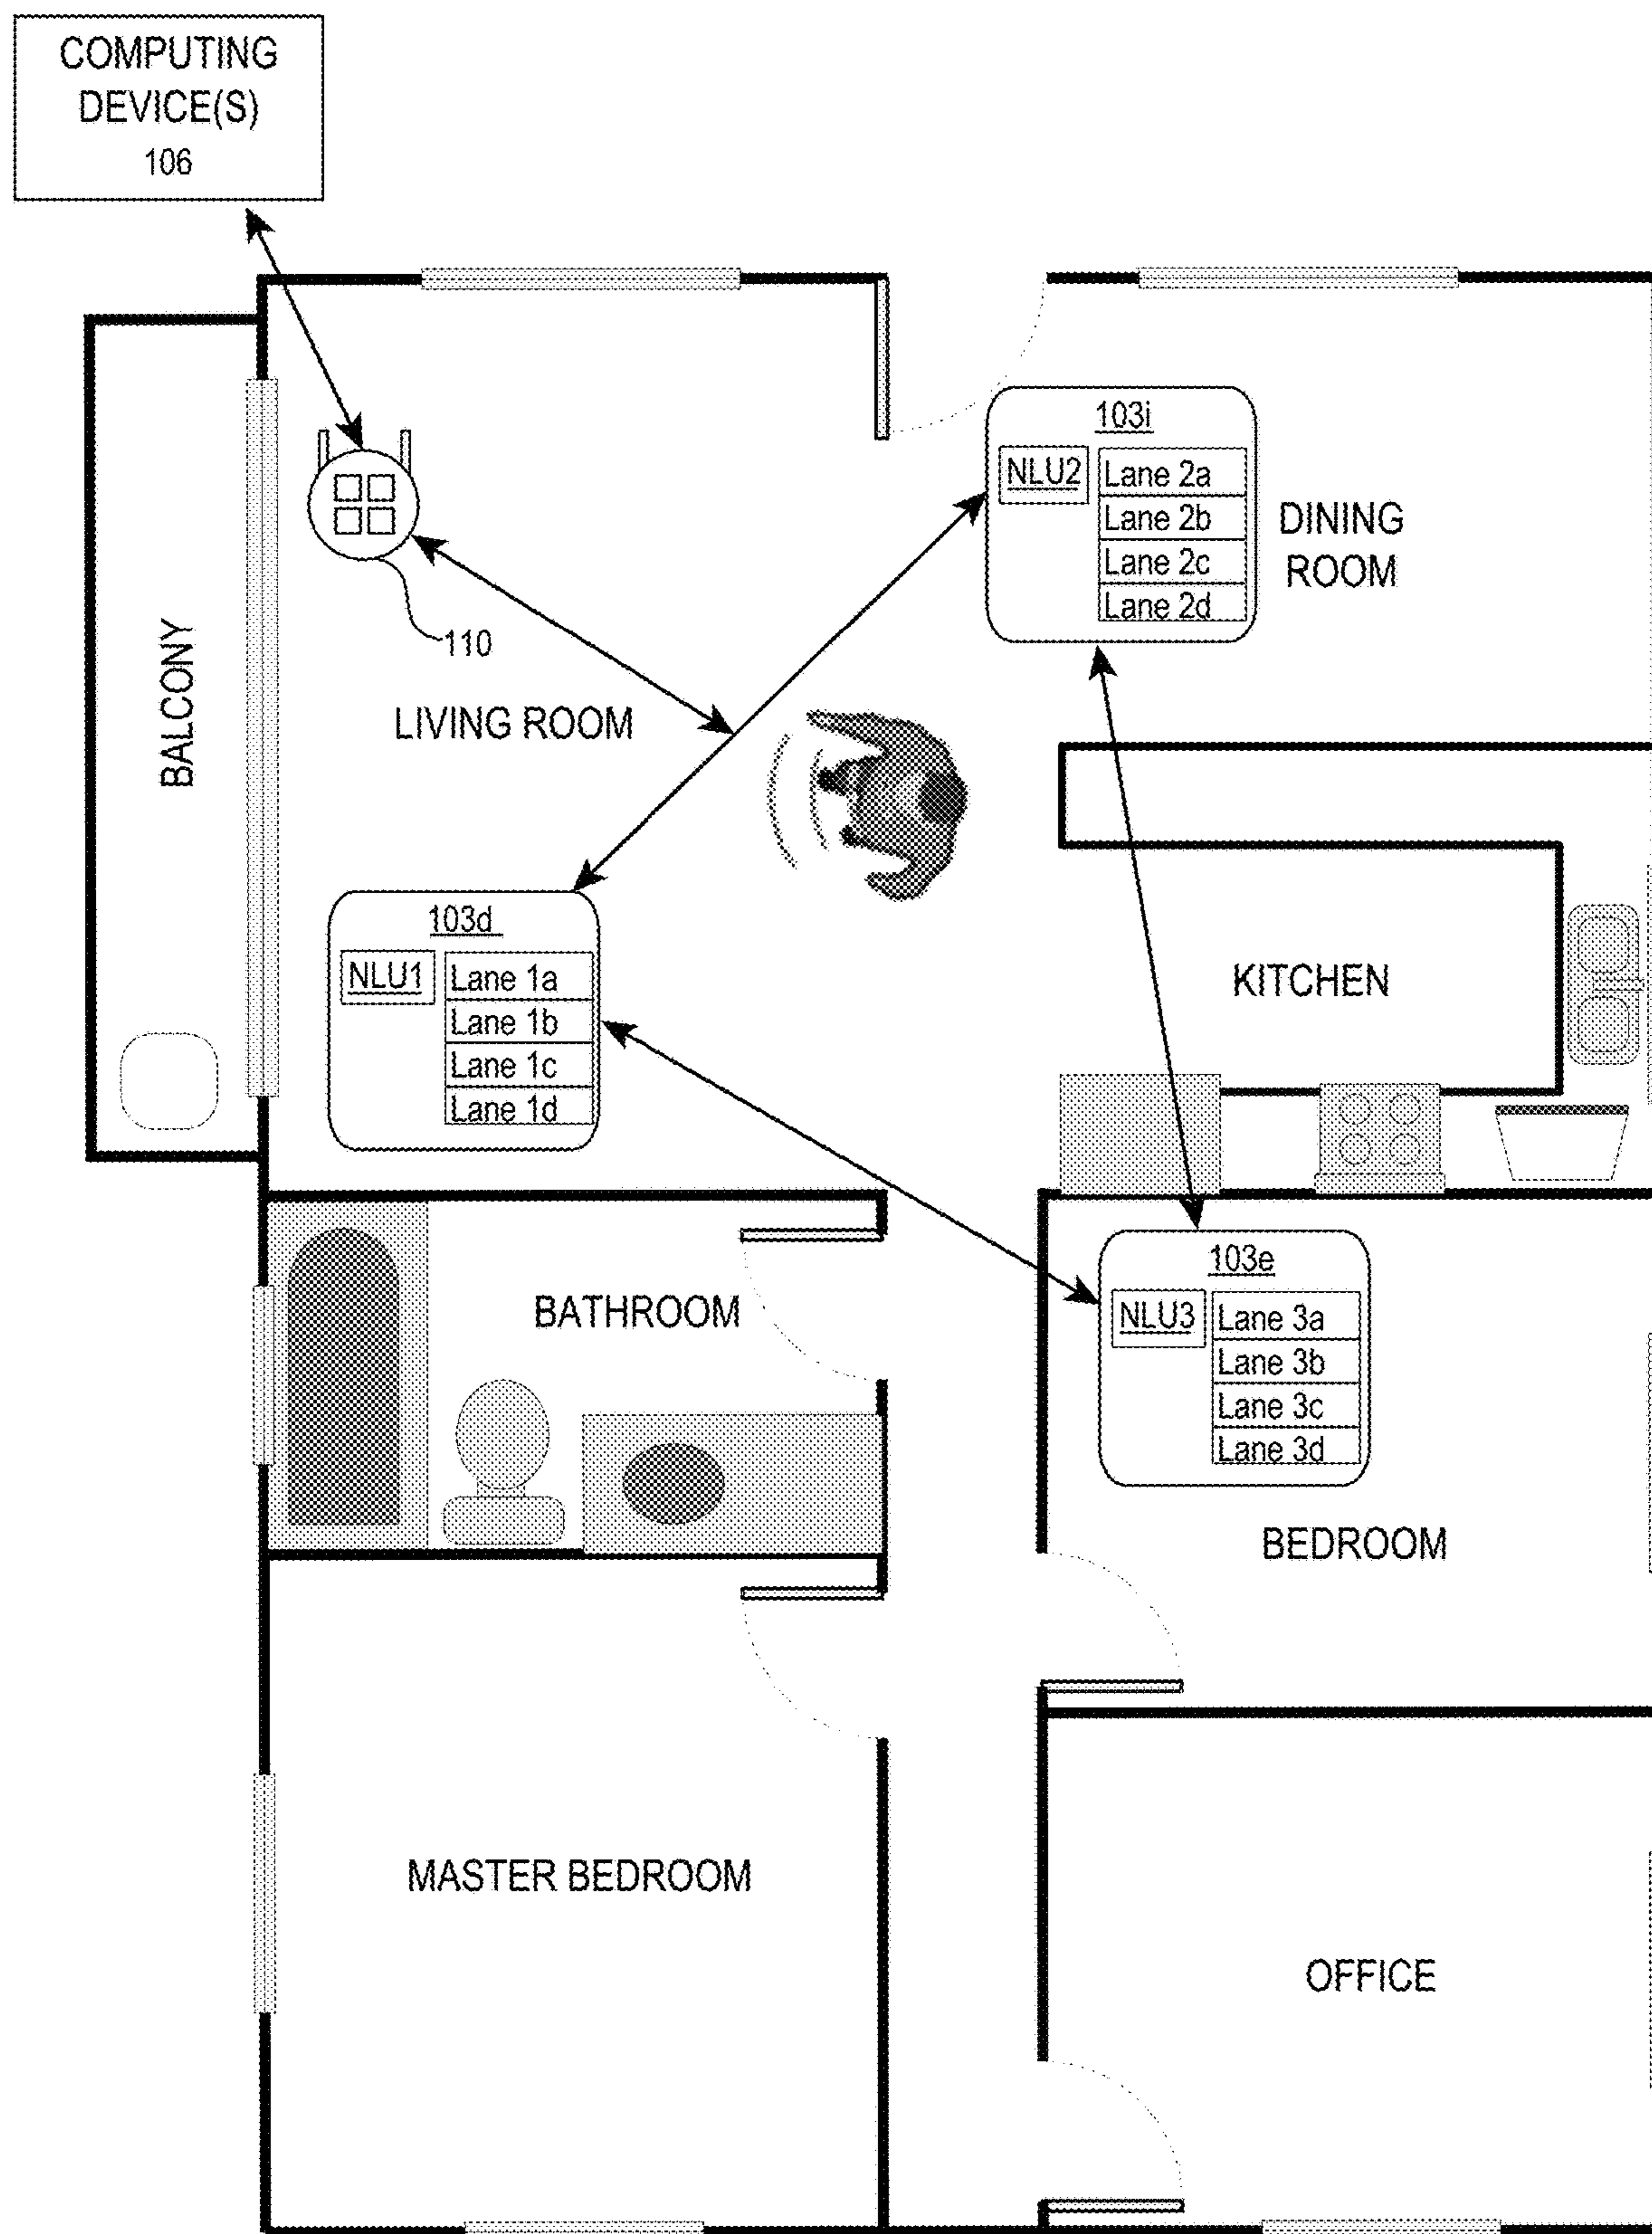 COMPUTING
DEVICE(S)
106
103i
NLU2
Lane 2a
Lane 2b
Lane 2c
Lane 2d
DINING
ROOM
110
BALCONY
LIVING ROOM
103d
NLU1
Lane 1a
Lane 1b
Lane 1c
Lane 1d
KITCHEN
103e
NLU3
Lane 3a
Lane 3b
Lane 3c
Lane 3d
BATHROOM
BEDROOM
MASTER BEDROOM
OFFICE